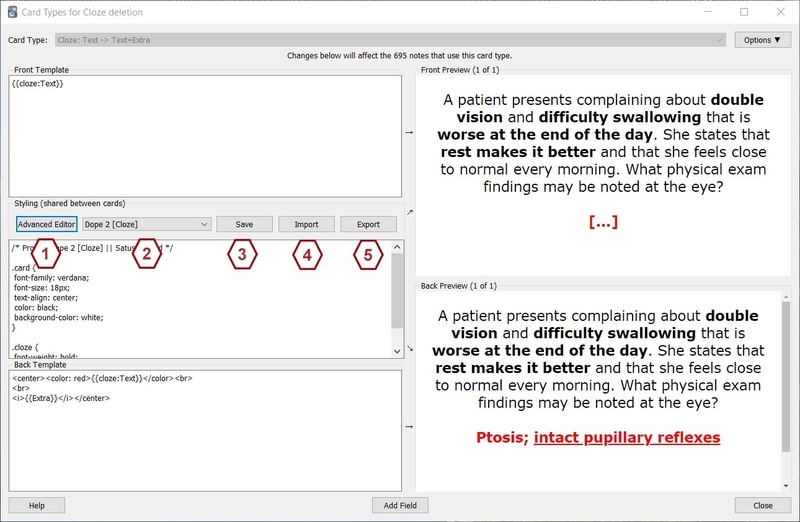 Card Types for Cloze deletion
Card Type:
Cloze: Text -> Text+Extra
Options ▼
Changes below will affect the 695 notes that use this card type.
Front Template
{{cloze:Text}}
Front Preview (1 of 1)
A patient presents complaining about double
vision and difficulty swallowing that is
worse at the end of the day. She states that
rest makes it better and that she feels close
to normal every morning. What physical exam
findings may be noted at the eye?
[...]
Styling (shared between cards)
Advanced Editor
Dope 2 [Cloze]
Save
Import
Export
1
2
3
4
5
/* Pro ope 2 [Cloze] || Satus d */
.card {
font-family: verdana;
font-size: 18px;
text-align: center;
color: black;
background-color: white;
}
.cloze {
font-weight: bold;
Back Template
<center><color: red>{{cloze:Text}}</color><br>
<br>
<i>{{Extra}}</i></center>
Back Preview (1 of 1)
A patient presents complaining about double
vision and difficulty swallowing that is
worse at the end of the day. She states that
rest makes it better and that she feels close
to normal every morning. What physical exam
findings may be noted at the eye?
Ptosis; intact pupillary reflexes
Help
Add Field
Close